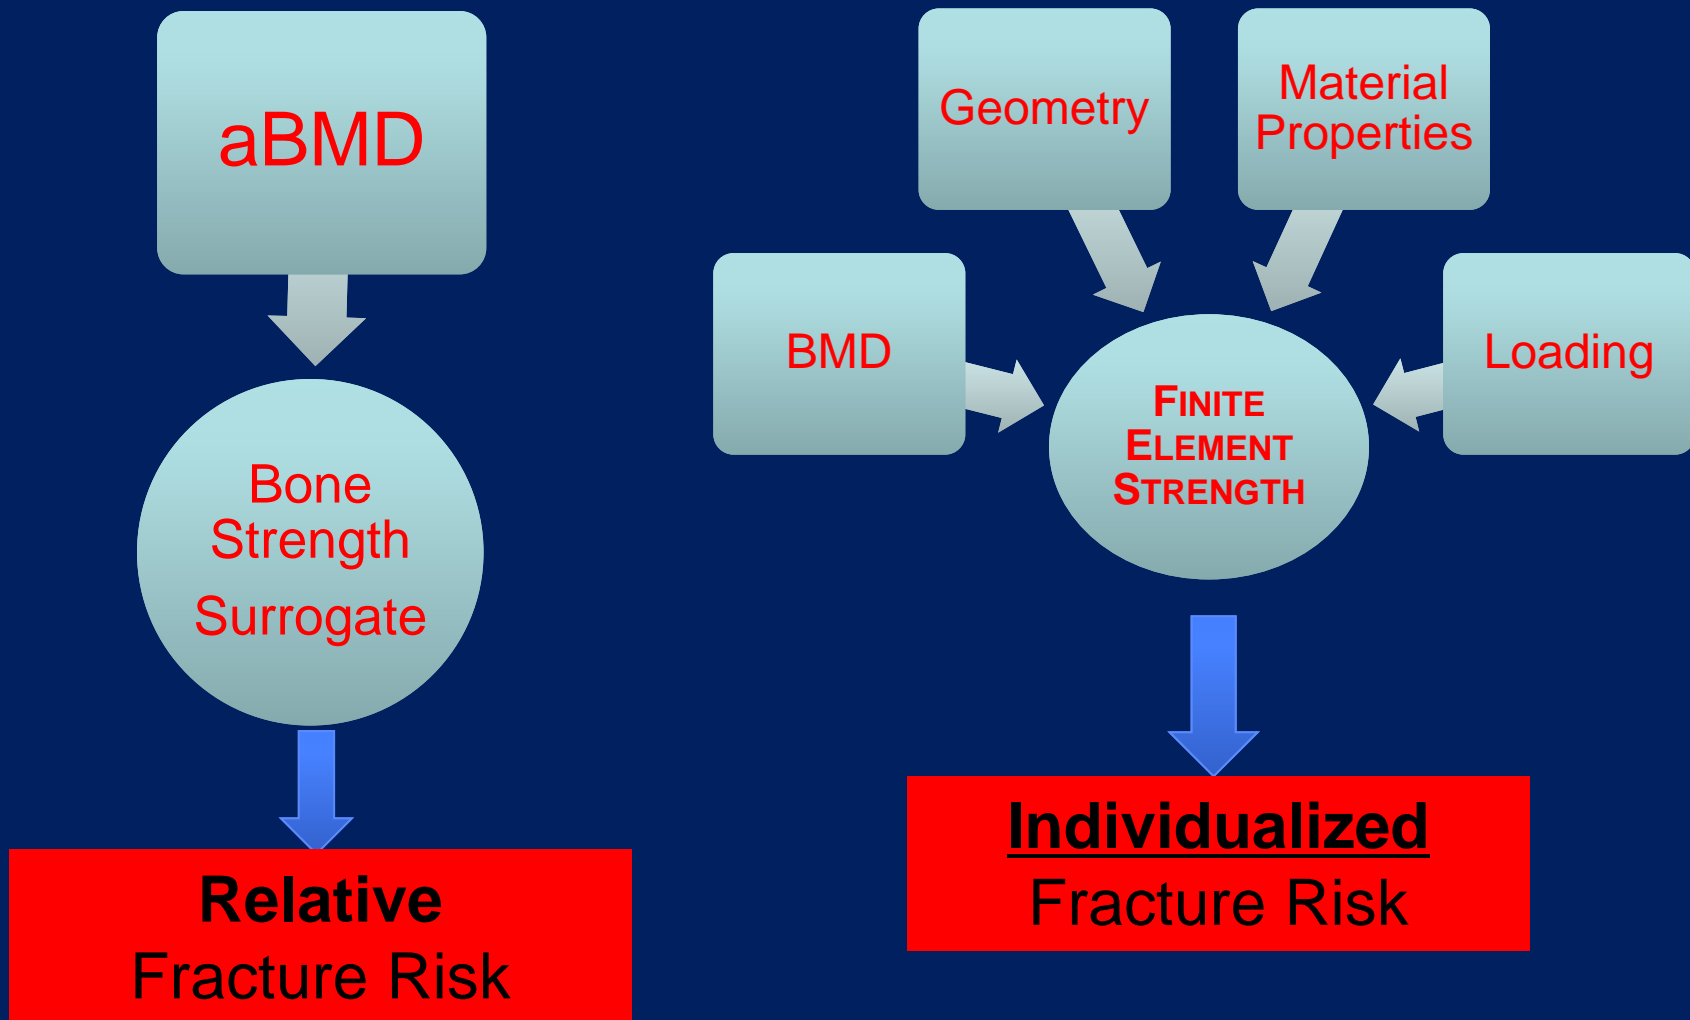 aBMD
Bone
Strength
Surrogate
Relative
Fracture Risk
Geometry
Material
Properties
BMD
Loading
FINITE
ELEMENT
STRENGTH
Individualized
Fracture Risk